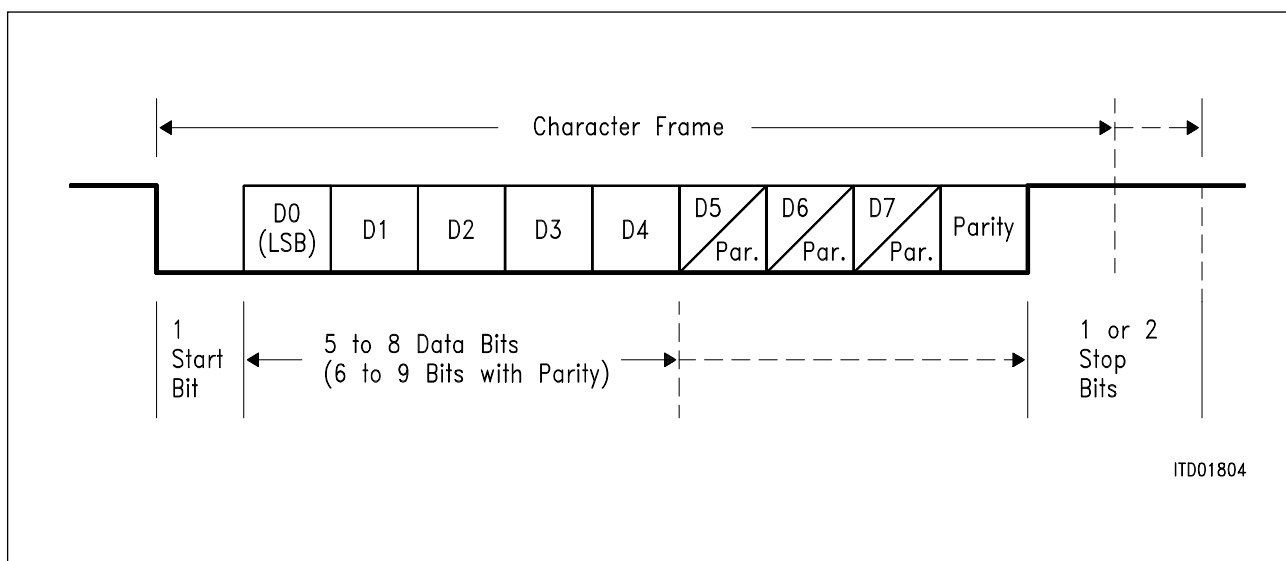 Character Frame
D0
(LSB)
D1
D2
D3
D4
D5
Par.
D6
Par.
D7
Par.
Parity
1
Start
Bit
5 to 8 Data Bits
(6 to 9 Bits with Parity)
1 or 2
Stop
Bits
ITD01804